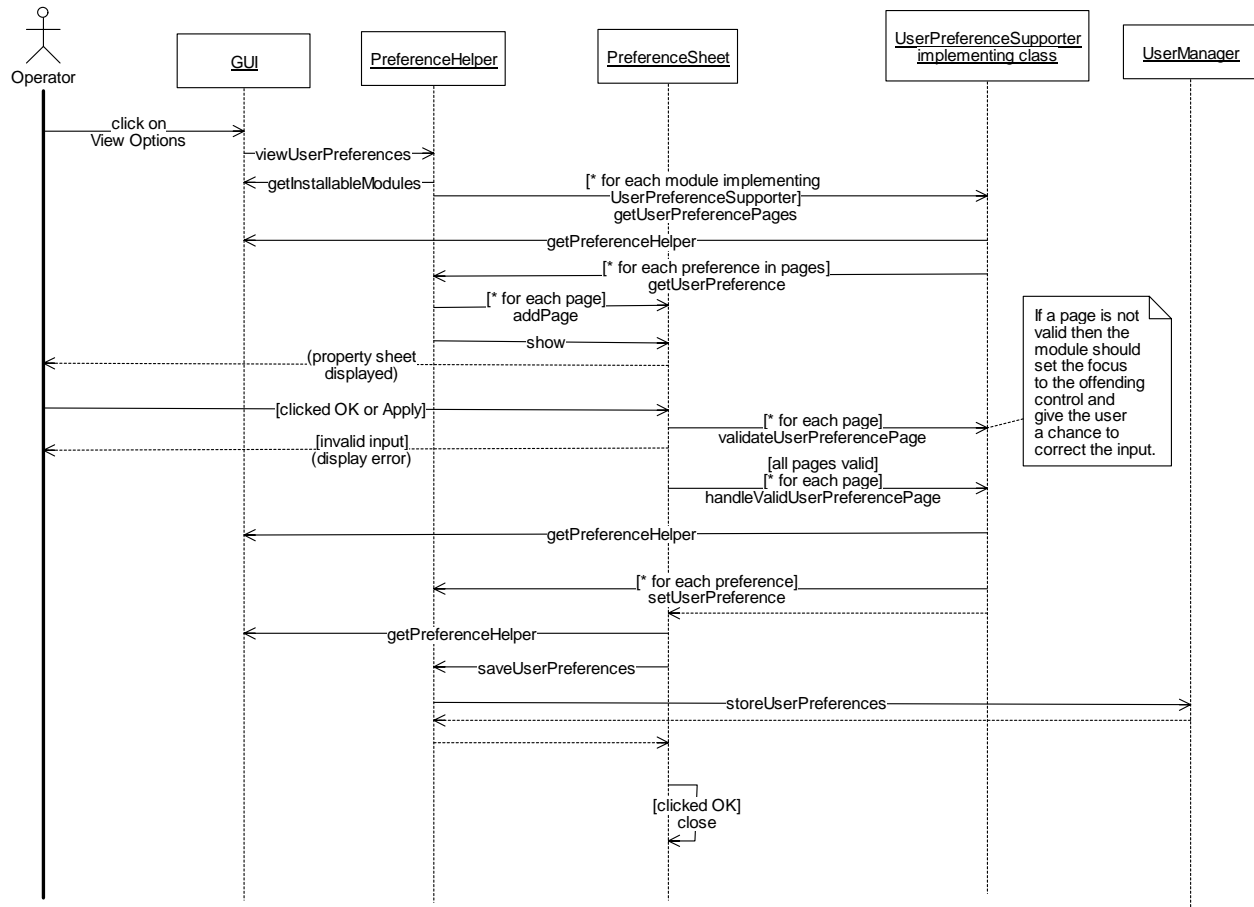 Operator
GUI
PreferenceHelper
PreferenceSheet
UserPreferenceSupporter
implementing class
UserManager
click on
View Options
viewUserPreferences
getInstallableModules
[* for each module implementing
UserPreferenceSupporter]
getUserPreferencePages
getPreferenceHelper
[* for each preference in pages]
getUserPreference
[* for each page]
addPage
show
(property sheet
displayed)
If a page is not
valid then the
module should
set the focus
to the offending
control and
give the user
a chance to
correct the input.
[clicked OK or Apply]
[* for each page]
validateUserPreferencePage
[invalid input]
(display error)
[all pages valid]
[* for each page]
handleValidUserPreferencePage
getPreferenceHelper
[* for each preference]
setUserPreference
getPreferenceHelper
saveUserPreferences
storeUserPreferences
[clicked OK]
close